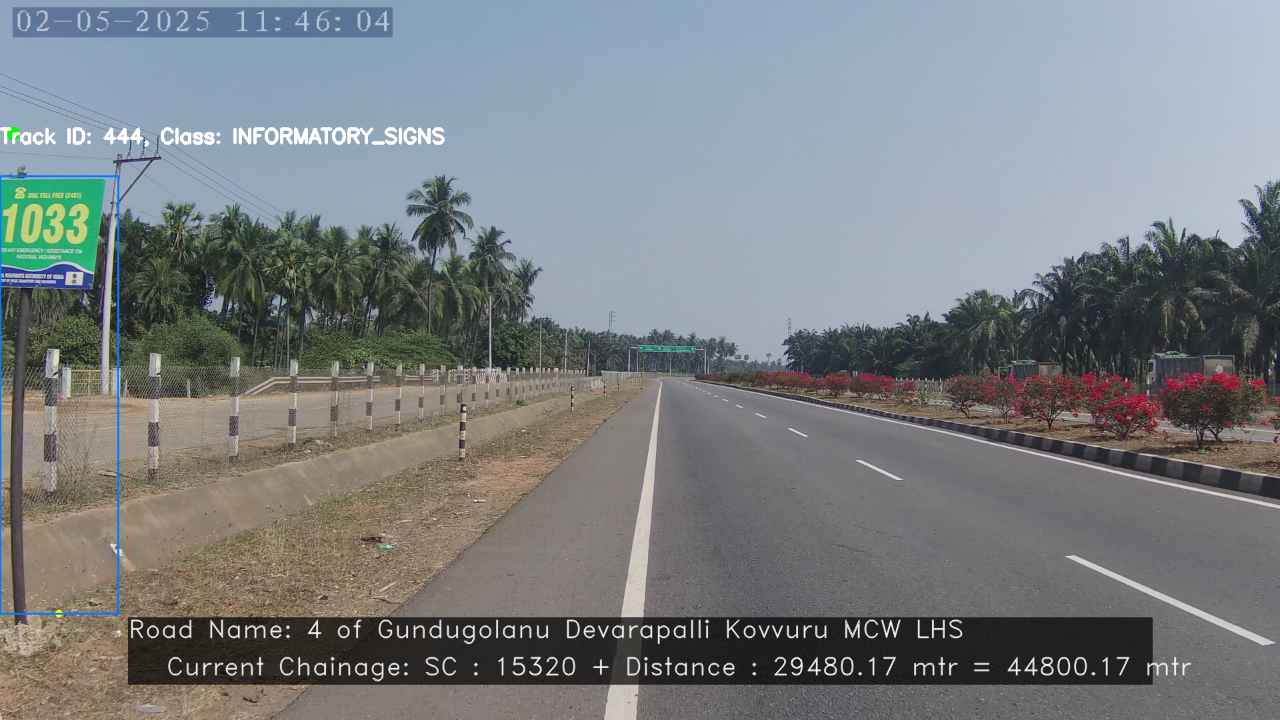 02-05-2025 11:46:04
Track ID: 444, Class: INFORMATORY_SIGNS
1033
Road Name: 4 of Gundugolanu Devarapalli Kovvuru MCW LHS
Current Chainage: SC : 15320 + Distance : 29480.17 mtr = 44800.17 mtr